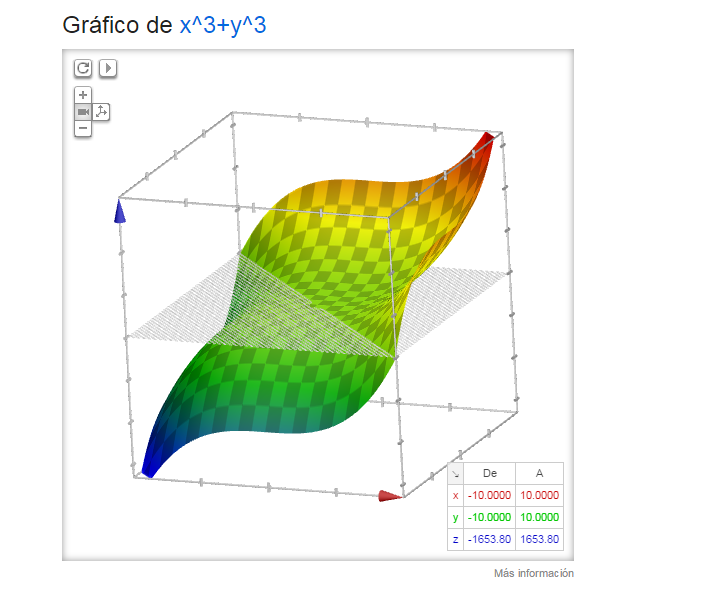 Gráfico de x^3+y^3
De A
x -10.0000 10.0000
y -10.0000 10.0000
z -1653.80 1653.80
Más información